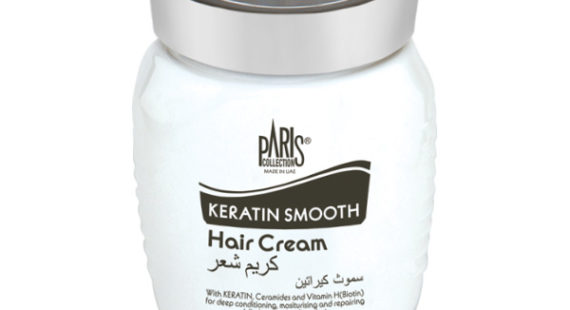 PARIS®
COLLECTION
MADE IN UAE
KERATIN SMOOTH
Hair Cream
كريم شعر
سموث كيراتين
With KERATIN, Ceramides and Vitamin H(Biotin)
for deep conditioning, moisturising and repairing